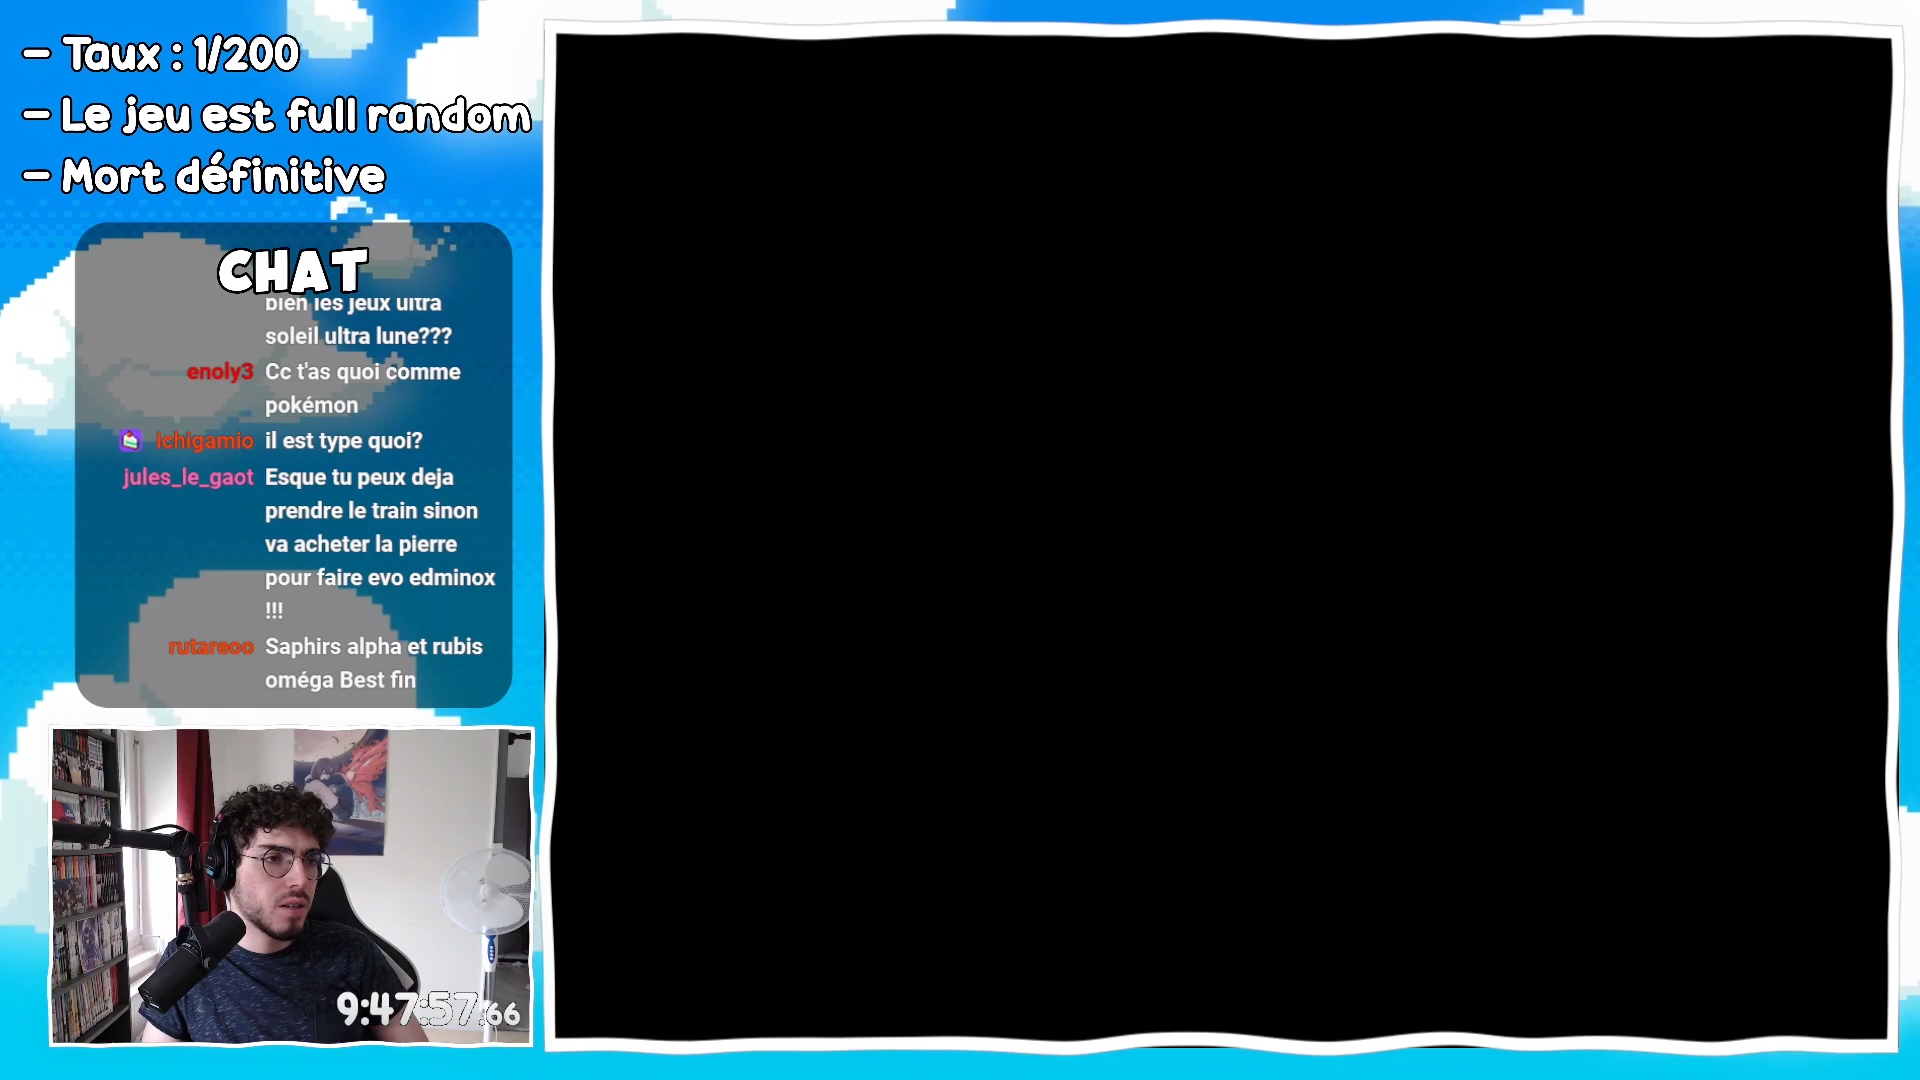 - Taux : 1/200
- Le jeu est full random
- Mort définitive
CHAT
bien les jeux ultra
soleil ultra lune???
enoly3 Cc t'as quoi comme
pokémon
Ichigamio il est type quoi?
jules_le_gaot Esque tu peux deja
prendre le train sinon
va acheter la pierre
pour faire evo edminox
!!!
rutareoo Saphirs alpha et rubis
oméga Best fin
9:47:57.66